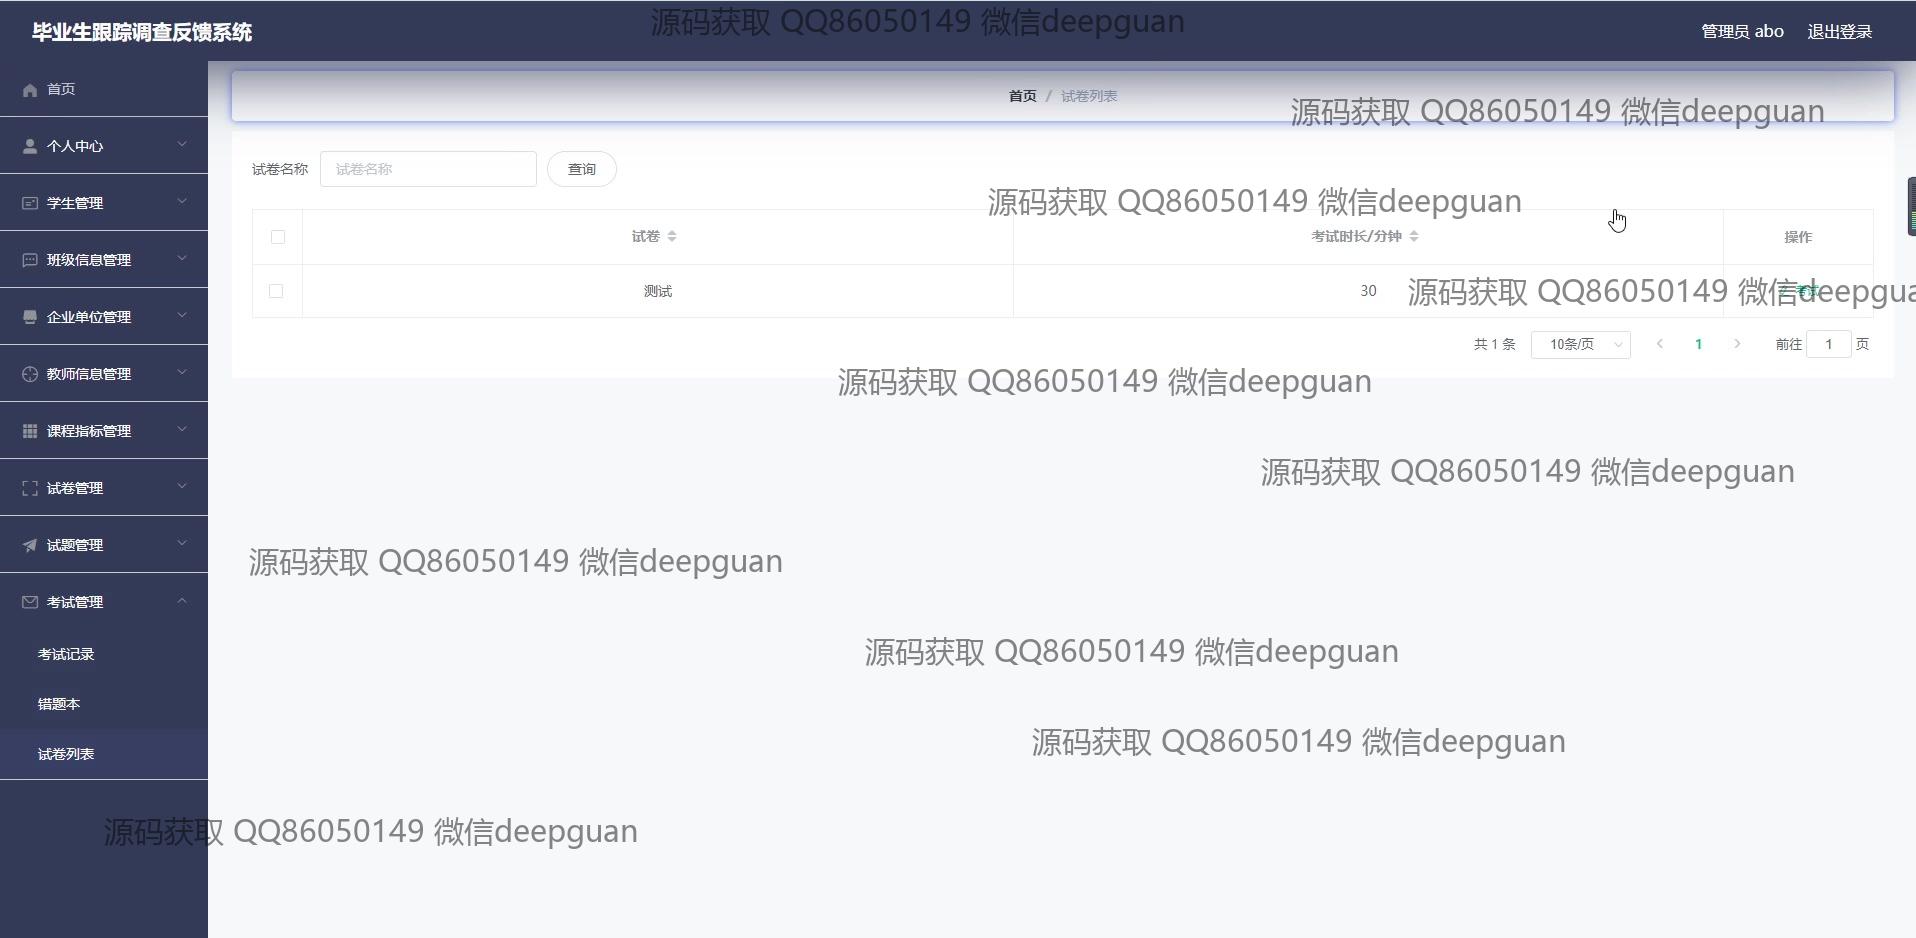 源码获取 QQ86050149 微信deepguan
毕业生跟踪调查反馈系统
管理员 abo 退出登录
首页
首页 / 试卷列表
源码获取 QQ86050149 微信deepguan
个人中心
试卷名称 试卷名称 查询
学生管理
源码获取 QQ86050149 微信deepguan
试卷 考试时长/分钟 操作
班级信息管理
测试 30 考试
源码获取 QQ86050149 微信deepgua
企业单位管理
共 1 条 10条/页 1 前往 1 页
教师信息管理
源码获取 QQ86050149 微信deepguan
课程指标管理
源码获取 QQ86050149 微信deepguan
试卷管理
试题管理
源码获取 QQ86050149 微信deepguan
考试管理
考试记录
源码获取 QQ86050149 微信deepguan
错题本
源码获取 QQ86050149 微信deepguan
试卷列表
源码获取 QQ86050149 微信deepguan